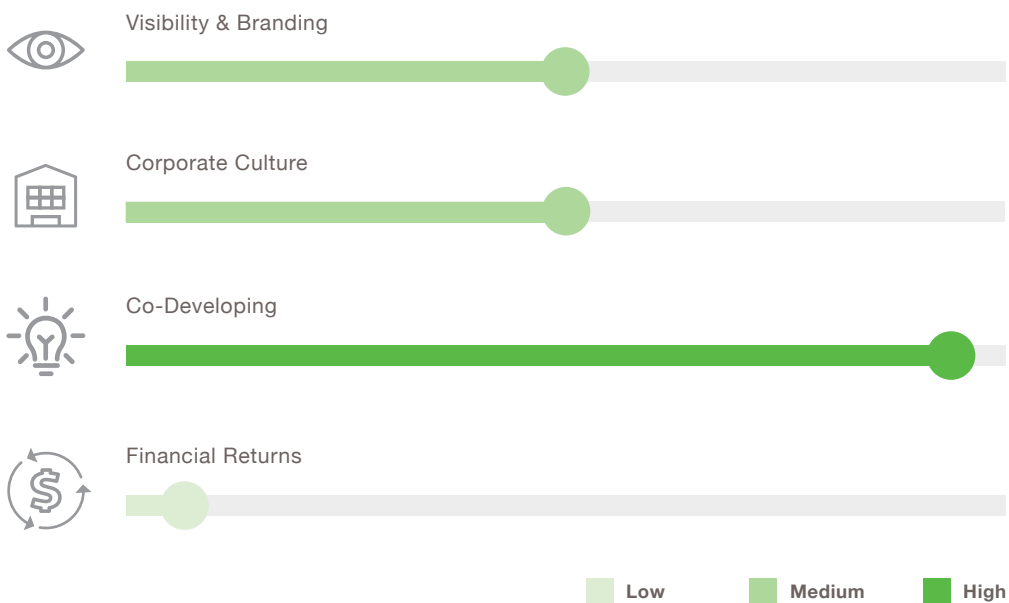 Visibility & Branding
Corporate Culture
Co-Developing
Financial Returns
Low Medium High